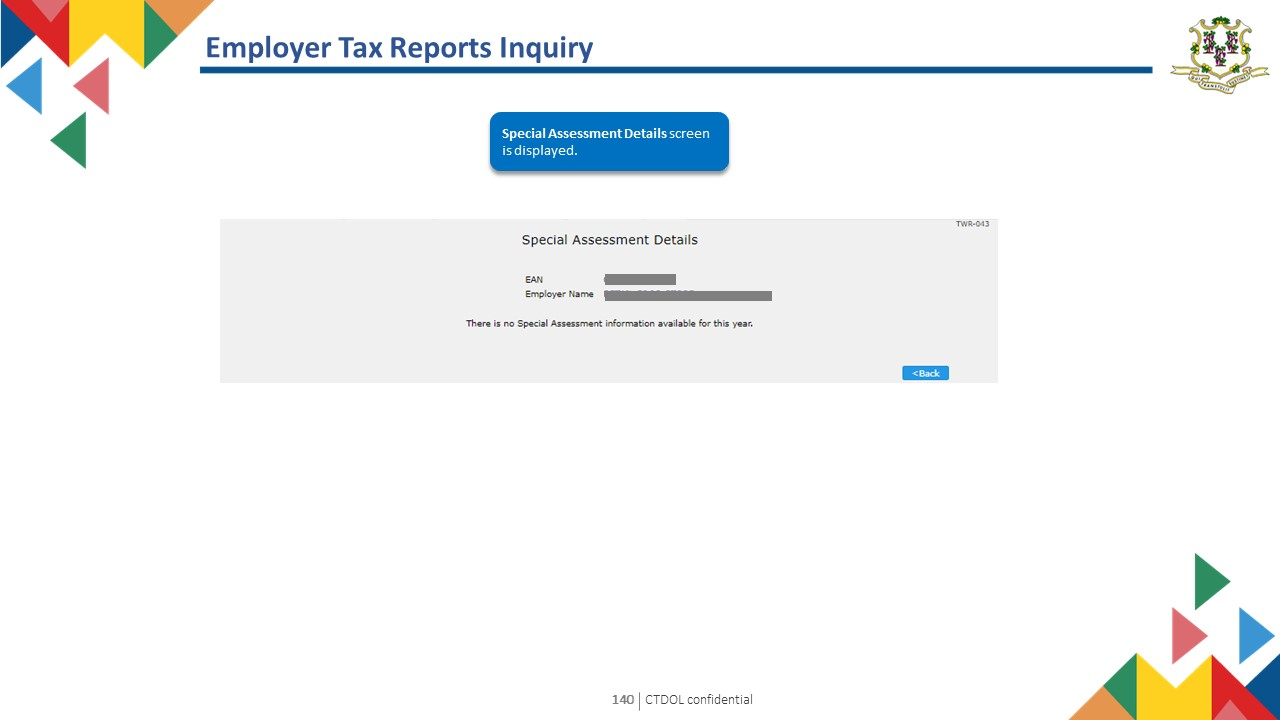 Employer Tax Reports Inquiry
Special Assessment Details screen
is displayed.
TWR-043
Special Assessment Details
EAN
Employer Name
There is no Special Assessment information available for this year.
<Back
140 | CTDOL confidential